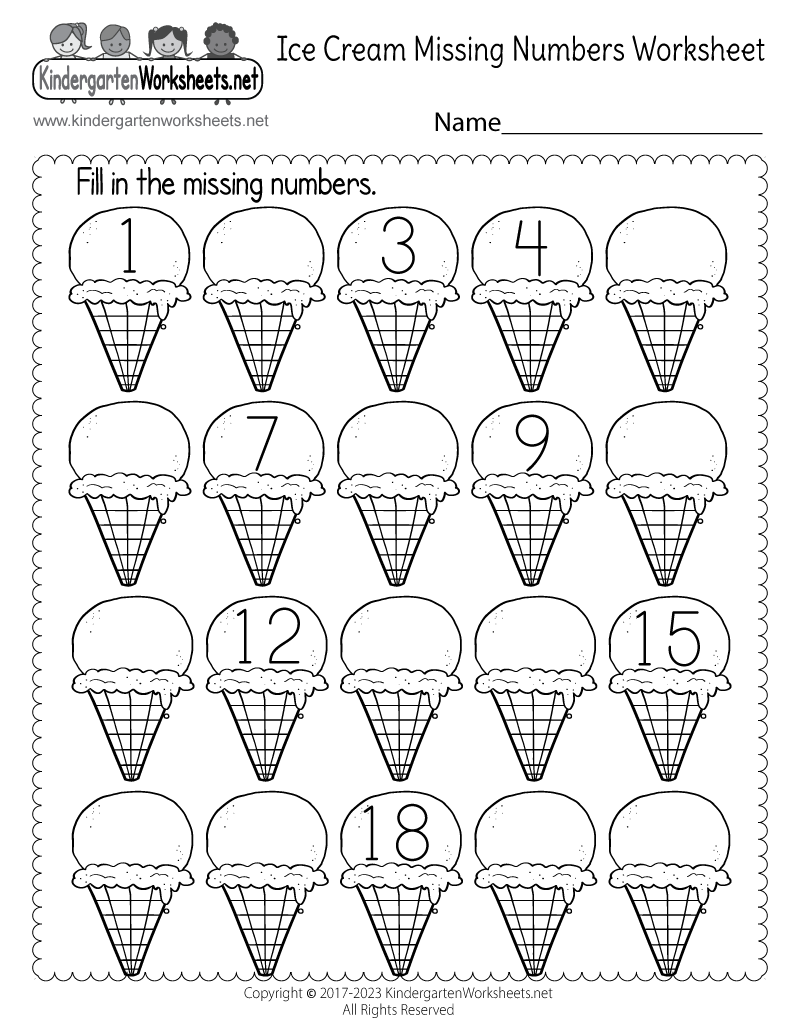 KindergartenWorksheets.net
Ice Cream Missing Numbers Worksheet
www.kindergartenworksheets.net
Name__________________
Fill in the missing numbers.
1 3 4
7 9
12 15
18
Copyright © 2017-2023 KindergartenWorksheets.net
All Rights Reserved